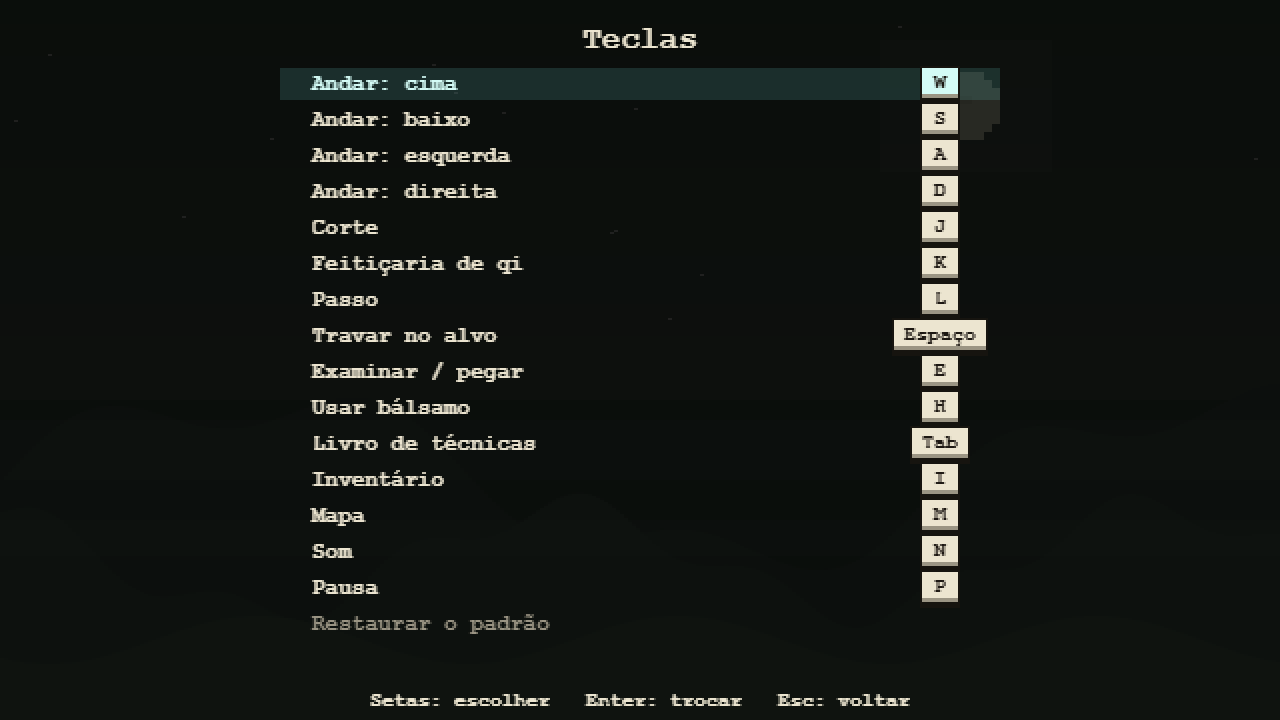 Teclas
Andar: cima W
Andar: baixo S
Andar: esquerda A
Andar: direita D
Corte J
Feitiçaria de qi K
Passo L
Travar no alvo Espaço
Examinar / pegar E
Usar bálsamo H
Livro de técnicas Tab
Inventário I
Mapa M
Som N
Pausa P
Restaurar o padrão
Setas: escolher Enter: trocar Esc: voltar